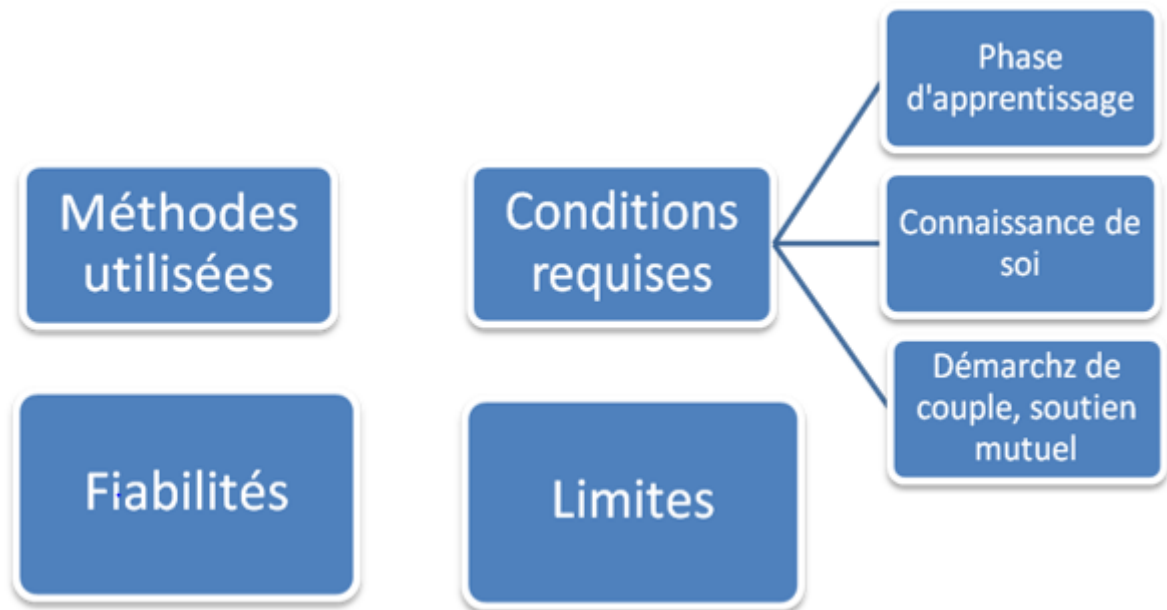 Méthodes
utilisées
Conditions
requises
Phase
d'apprentissage
Connaissance de
soi
Démarchz de
couple, soutien
mutuel
Fiabilités
Limites